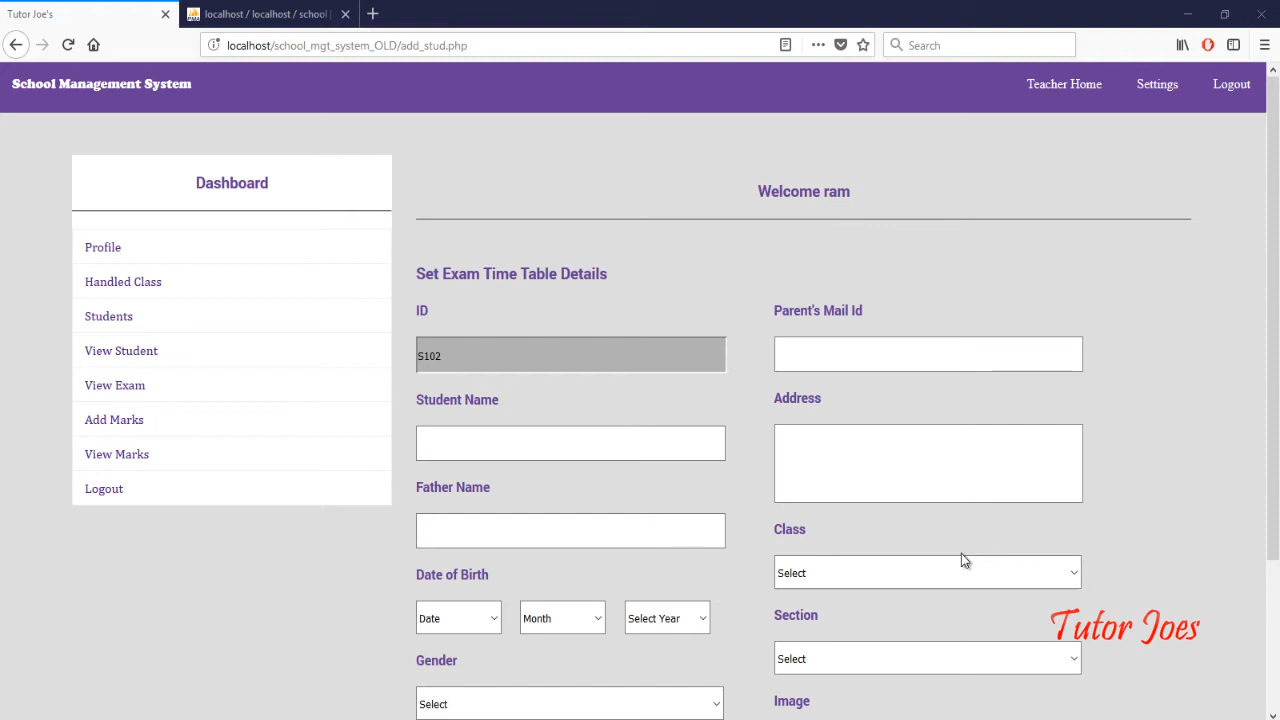 Tutor Joe's
localhost / localhost / school
localhost/school_mgt_system_OLD/add_stud.php
Search
School Management System
Teacher Home
Settings
Logout
Dashboard
Profile
Handled Class
Students
View Student
View Exam
Add Marks
View Marks
Logout
Welcome ram
Set Exam Time Table Details
ID
S102
Student Name
Father Name
Date of Birth
Date
Month
Select Year
Gender
Select
Parent's Mail Id
Address
Class
Select
Section
Select
Image
Tutor Joes